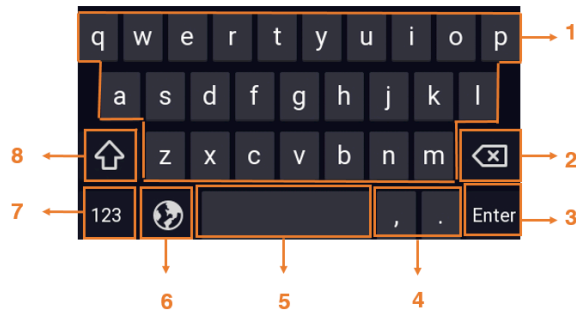 q w e r t y u i o p 1
a s d f g h j k l
8 z x c v b n m 2
7 123 , . Enter 3
6 5 4